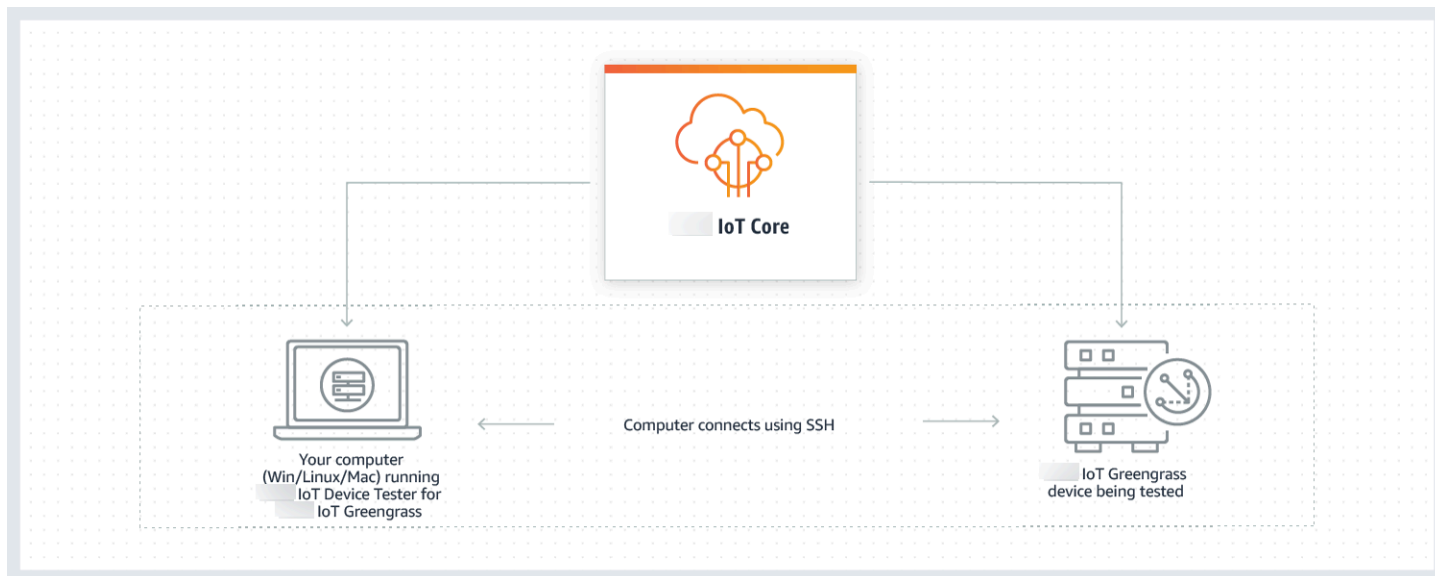 IoT Core
Computer connects using SSH
Your computer
(Win/Linux/Mac) running
IoT Device Tester for
IoT Greengrass
IoT Greengrass
device being tested